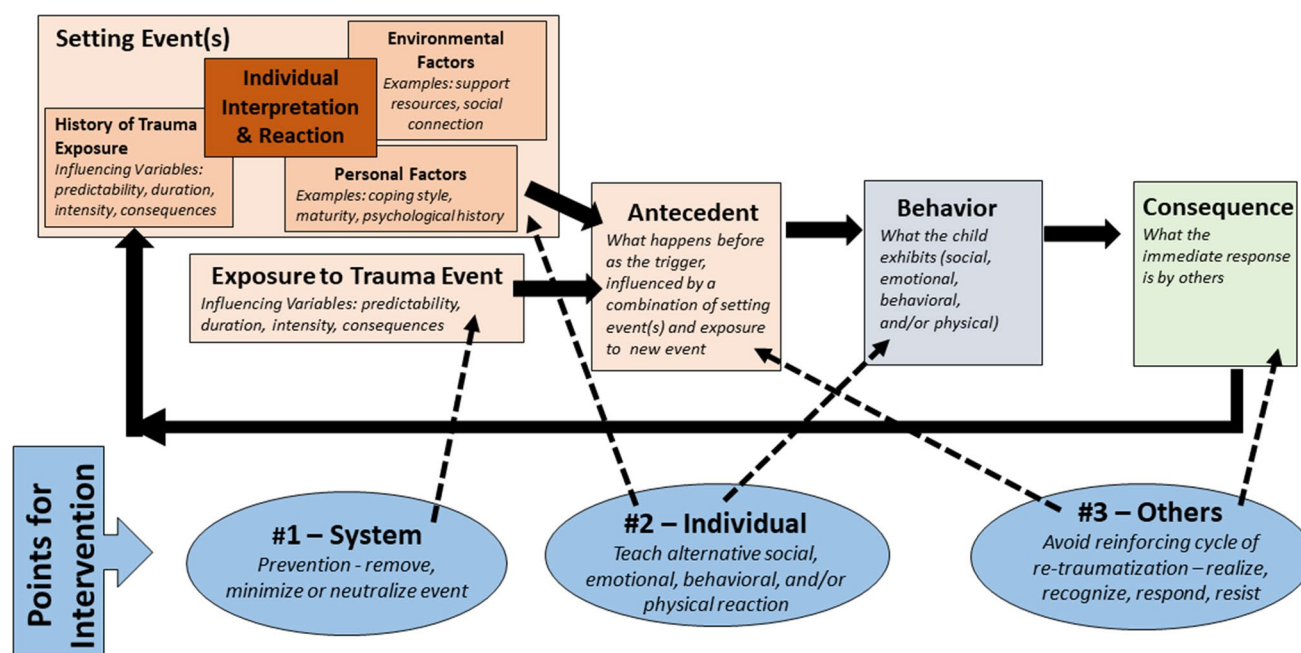 Setting Event(s)
Environmental
Factors
Examples: support
resources, social
connection
Individual
Interpretation
& Reaction
History of Trauma
Exposure
Influencing Variables:
predictability, duration,
intensity, consequences
Personal Factors
Examples: coping style,
maturity, psychological history
Exposure to Trauma Event
Influencing Variables: predictability,
duration, intensity, consequences
Antecedent
What happens before
as the trigger,
influenced by a
combination of setting
event(s) and exposure
to new event
Behavior
What the child
exhibits (social,
emotional,
behavioral,
and/or physical)
Consequence
What the
immediate response
is by others
Points for
Intervention
#1 – System
Prevention - remove,
minimize or neutralize event
#2 – Individual
Teach alternative social,
emotional, behavioral, and/or
physical reaction
#3 – Others
Avoid reinforcing cycle of
re-traumatization – realize,
recognize, respond, resist